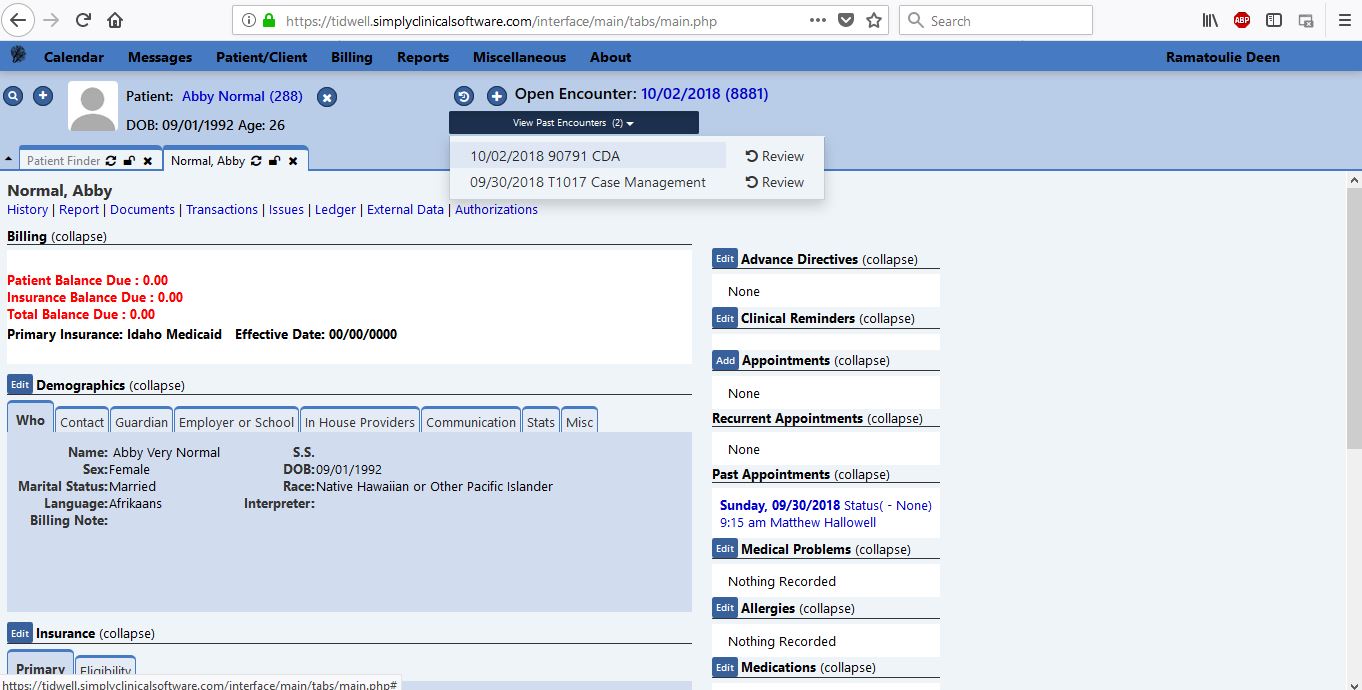 https://tidwell.simplyclinicalsoftware.com/interface/main/tabs/main.php
Search
ABP
Calendar Messages Patient/Client Billing Reports Miscellaneous About Ramatoulie Deen
Patient: Abby Normal (288)
DOB: 09/01/1992 Age: 26
Open Encounter: 10/02/2018 (8881)
View Past Encounters (2)
10/02/2018 90791 CDA Review
09/30/2018 T1017 Case Management Review
Patient Finder
Normal, Abby
Normal, Abby
History | Report | Documents | Transactions | Issues | Ledger | External Data | Authorizations
Billing (collapse)
Patient Balance Due : 0.00
Insurance Balance Due : 0.00
Total Balance Due : 0.00
Primary Insurance: Idaho Medicaid Effective Date: 00/00/0000
Edit Demographics (collapse)
Who Contact Guardian Employer or School In House Providers Communication Stats Misc
Name: Abby Very Normal S.S.
Sex:Female DOB:09/01/1992
Marital Status:Married Race:Native Hawaiian or Other Pacific Islander
Language:Afrikaans Interpreter:
Billing Note:
Edit Insurance (collapse)
Primary Eligibility
Edit Advance Directives (collapse)
None
Edit Clinical Reminders (collapse)
Add Appointments (collapse)
None
Recurrent Appointments (collapse)
None
Past Appointments (collapse)
Sunday, 09/30/2018 Status( - None)
9:15 am Matthew Hallowell
Edit Medical Problems (collapse)
Nothing Recorded
Edit Allergies (collapse)
Nothing Recorded
Edit Medications (collapse)
https://tidwell.simplyclinicalsoftware.com/interface/main/tabs/main.php#